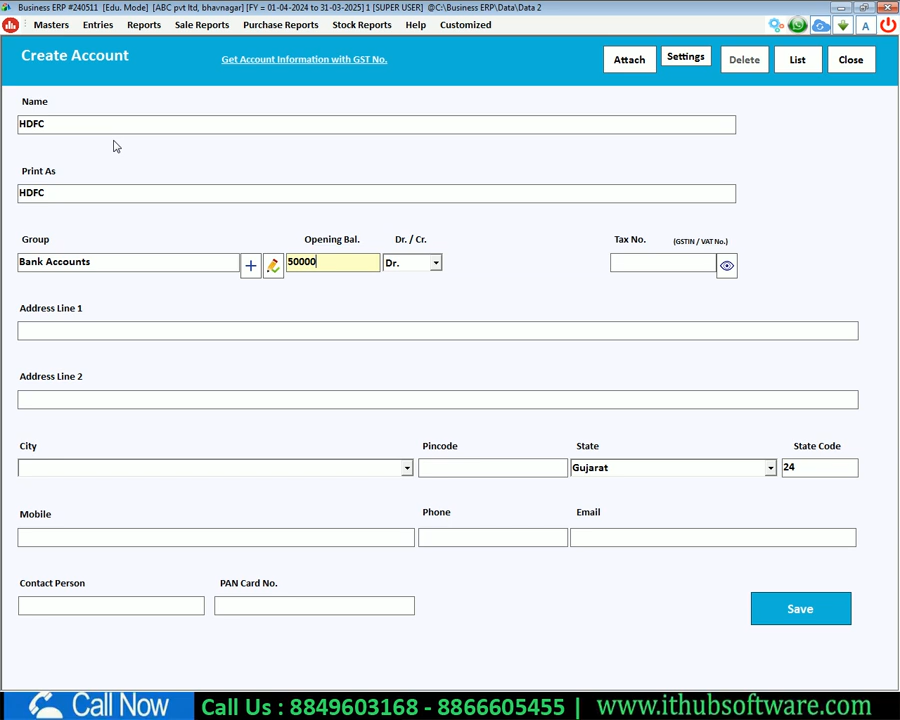 Business ERP #240511 [Edu. Mode] [ABC pvt ltd, bhavnagar] [FY = 01-04-2024 to 31-03-2025] 1 [SUPER USER] @C:\Business ERP\Data\Data 2
Masters Entries Reports Sale Reports Purchase Reports Stock Reports Help Customized A
Create Account Get Account Information with GST No. Attach Settings Delete List Close
Name
HDFC
Print As
HDFC
Group Opening Bal. Dr. / Cr. Tax No. (GSTIN / VAT No.)
Bank Accounts 50000 Dr.
Address Line 1
Address Line 2
City Pincode State State Code
Gujarat 24
Mobile Phone Email
Contact Person PAN Card No.
Save
Call Now Call Us : 8849603168 - 8866605455 | www.ithubsoftware.com